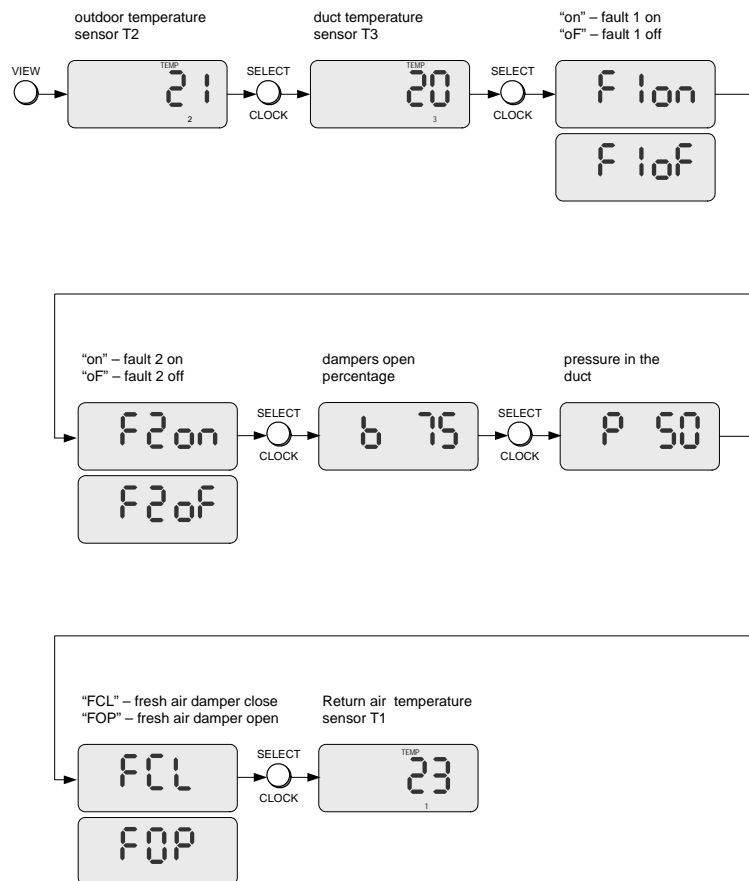 outdoor temperature
sensor T2
duct temperature
sensor T3
“on” – fault 1 on
“oF” – fault 1 off
VIEW
TEMP
21
2
SELECT
CLOCK
TEMP
20
3
SELECT
CLOCK
F1on
F1oF
“on” – fault 2 on
“oF” – fault 2 off
dampers open
percentage
pressure in the
duct
F2on
SELECT
CLOCK
b 75
SELECT
CLOCK
P 50
F2oF
“FCL” – fresh air damper close
“FOP” – fresh air damper open
Return air temperature
sensor T1
FCL
SELECT
CLOCK
TEMP
23
1
FOP